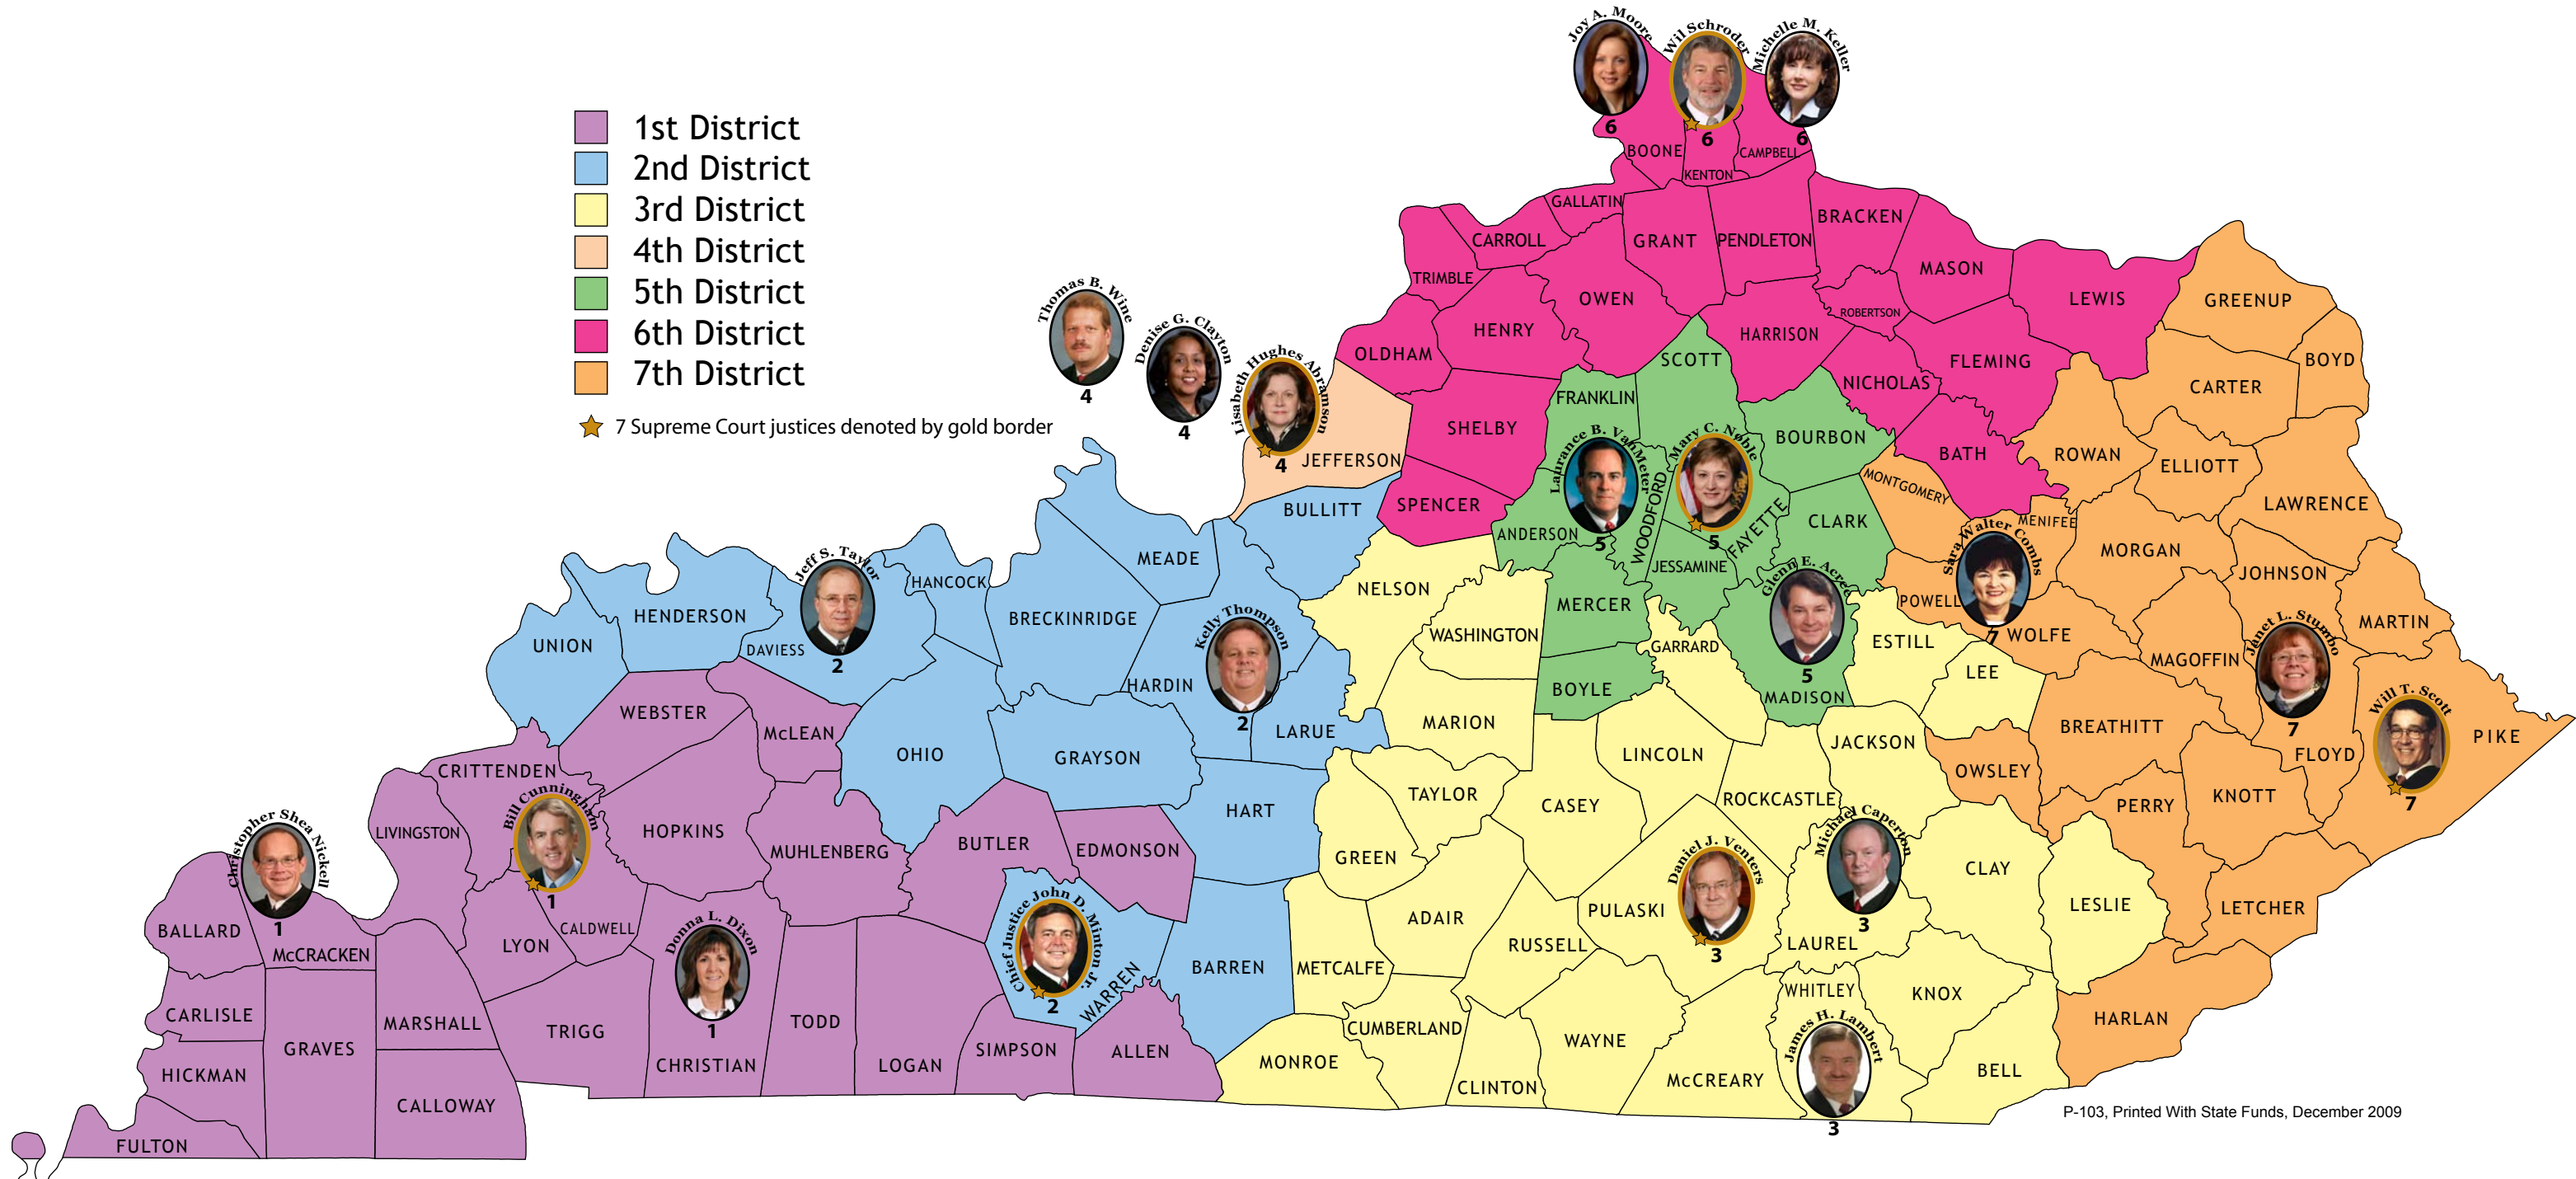 Joy A. Moore
Wil Schroder
Michelle M. Keller
6
6
6
1st District
2nd District
3rd District
4th District
5th District
6th District
7th District
7 Supreme Court justices denoted by gold border
BOONE
KENTON
CAMPBELL
GALLATIN
CARROLL
GRANT
PENDLETON
BRACKEN
TRIMBLE
OWEN
MASON
LEWIS
HENRY
HARRISON
ROBERTSON
OLDHAM
FLEMING
NICHOLAS
SHELBY
BATH
SPENCER
GREENUP
BOYD
CARTER
ROWAN
ELLIOTT
LAWRENCE
MONTGOMERY
MENIFEE
MORGAN
JOHNSON
POWELL
WOLFE
MARTIN
MAGOFFIN
BREATHITT
FLOYD
PIKE
OWSLEY
PERRY
KNOTT
LETCHER
HARLAN
Sara Walter Combs
7
Janet L. Stumbo
7
Will T. Scott
7
Thomas B. Wine
4
Denise G. Clayton
4
Lisabeth Hughes Abramson
4
JEFFERSON
SCOTT
FRANKLIN
BOURBON
WOODFORD
FAYETTE
CLARK
ANDERSON
JESSAMINE
MERCER
BOYLE
MADISON
Laurance B. VanMeter
5
Mary C. Noble
5
Glenn E. Acree
5
BULLITT
MEADE
HANCOCK
BRECKINRIDGE
HENDERSON
UNION
DAVIESS
HARDIN
LARUE
OHIO
GRAYSON
HART
BARREN
WARREN
Jeff S. Taylor
2
Kelly Thompson
2
Chief Justice John D. Minton Jr.
2
NELSON
WASHINGTON
GARRARD
ESTILL
LEE
MARION
LINCOLN
JACKSON
TAYLOR
CASEY
ROCKCASTLE
GREEN
CLAY
ADAIR
PULASKI
LESLIE
RUSSELL
LAUREL
METCALFE
WHITLEY
KNOX
CUMBERLAND
WAYNE
MONROE
CLINTON
McCREARY
BELL
Daniel J. Venters
3
Michael Caperton
3
James H. Lambert
3
WEBSTER
McLEAN
CRITTENDEN
LIVINGSTON
HOPKINS
MUHLENBERG
BUTLER
EDMONSON
BALLARD
McCRACKEN
LYON
CALDWELL
CARLISLE
GRAVES
MARSHALL
TRIGG
CHRISTIAN
TODD
LOGAN
SIMPSON
ALLEN
HICKMAN
CALLOWAY
FULTON
Christopher Shea Nickell
1
Bill Cunningham
1
Donna L. Dixon
1
P-103, Printed With State Funds, December 2009